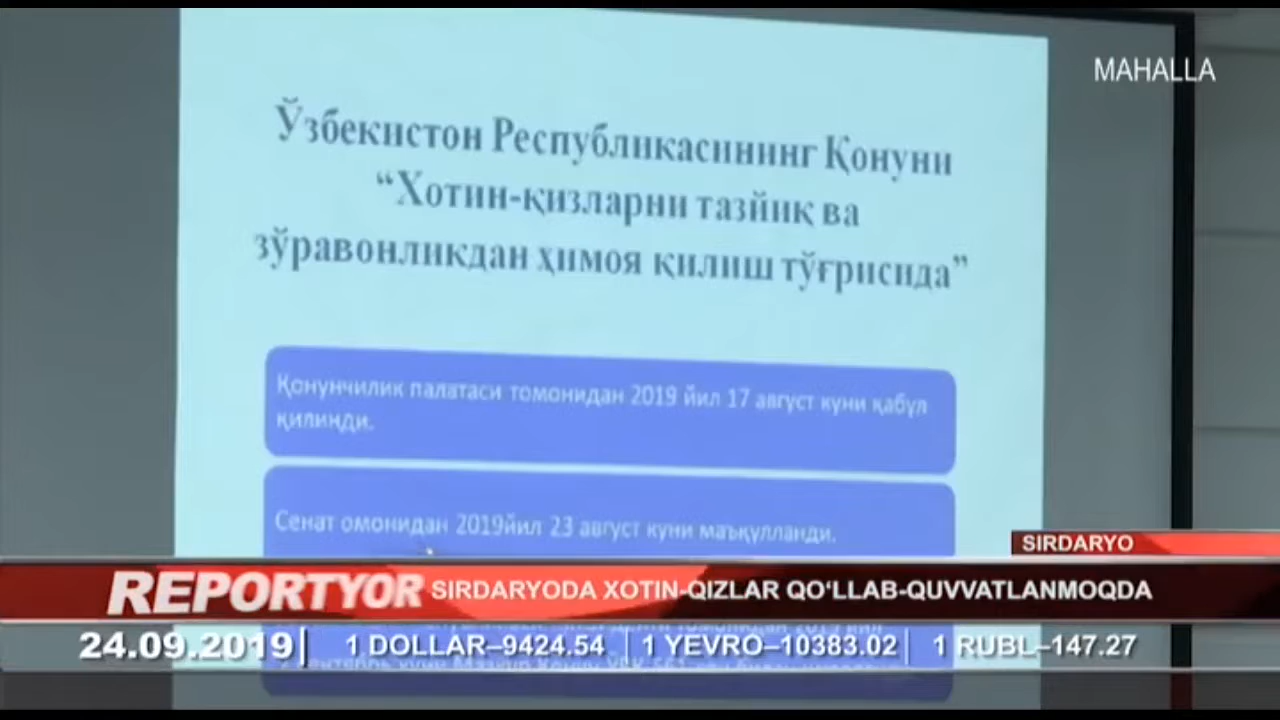 MAHALLA
Ўзбекистон Республикасининг Қонуни
“Хотин-қизларни тазйиқ ва
зўравонликдан ҳимоя қилиш тўғрисида”
Қонунчилик палатаси томонидан 2019 йил 17 август куни қабул
қилинди.
Сенат омонидан 2019йил 23 август куни маъқулланди.
SIRDARYO
REPORTYOR SIRDARYODA XOTIN-QIZLAR QO‘LLAB-QUVVATLANMOQDA
24.09.2019 1 DOLLAR–9424.54 1 YEVRO–10383.02 1 RUBL–147.27